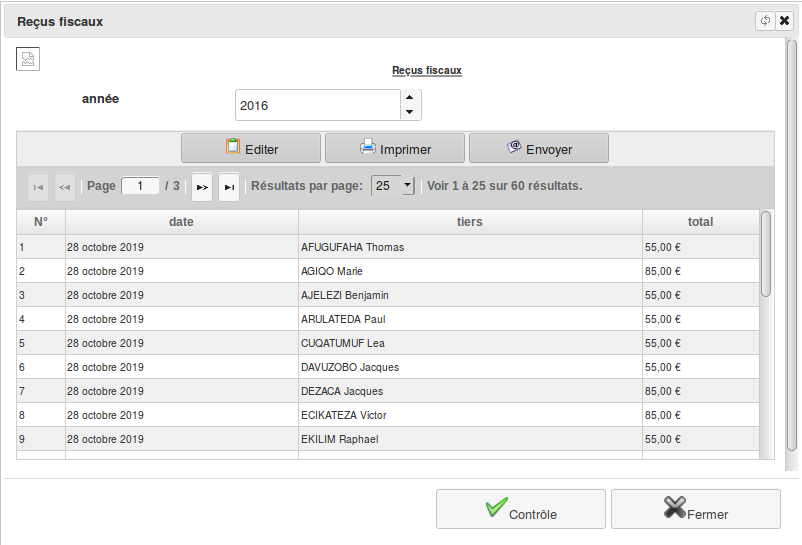 Reçus fiscaux
Reçus fiscaux
année 2016
Editer Imprimer Envoyer
Page 1 / 3 Résultats par page: 25 Voir 1 à 25 sur 60 résultats.
N° date tiers total
1 28 octobre 2019 AFUGUFAHA Thomas 55,00 €
2 28 octobre 2019 AGIQO Marie 85,00 €
3 28 octobre 2019 AJELEZI Benjamin 55,00 €
4 28 octobre 2019 ARULATEDA Paul 55,00 €
5 28 octobre 2019 CUQATUMUF Lea 55,00 €
6 28 octobre 2019 DAVUZOBO Jacques 55,00 €
7 28 octobre 2019 DEZACA Jacques 85,00 €
8 28 octobre 2019 ECIKATEZA Victor 85,00 €
9 28 octobre 2019 EKILIM Raphael 55,00 €
Contrôle Fermer